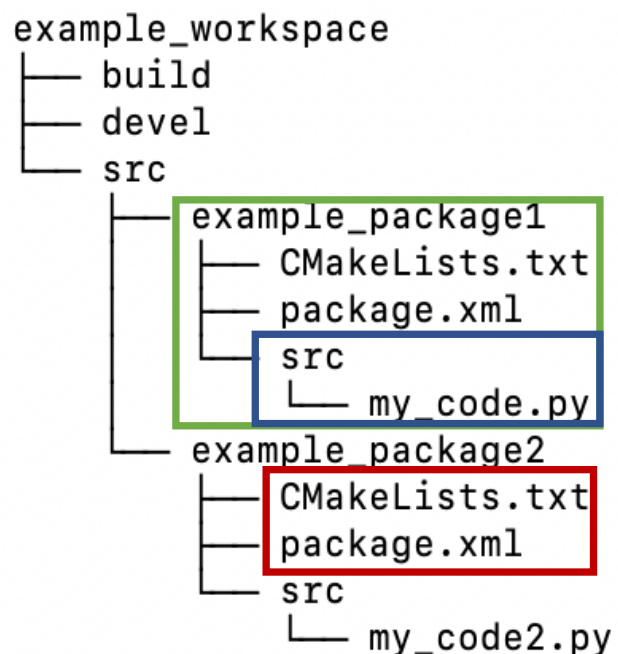 example_workspace
build
devel
src
example_package1
CMakeLists.txt
package.xml
src
my_code.py
example_package2
CMakeLists.txt
package.xml
src
my_code2.py